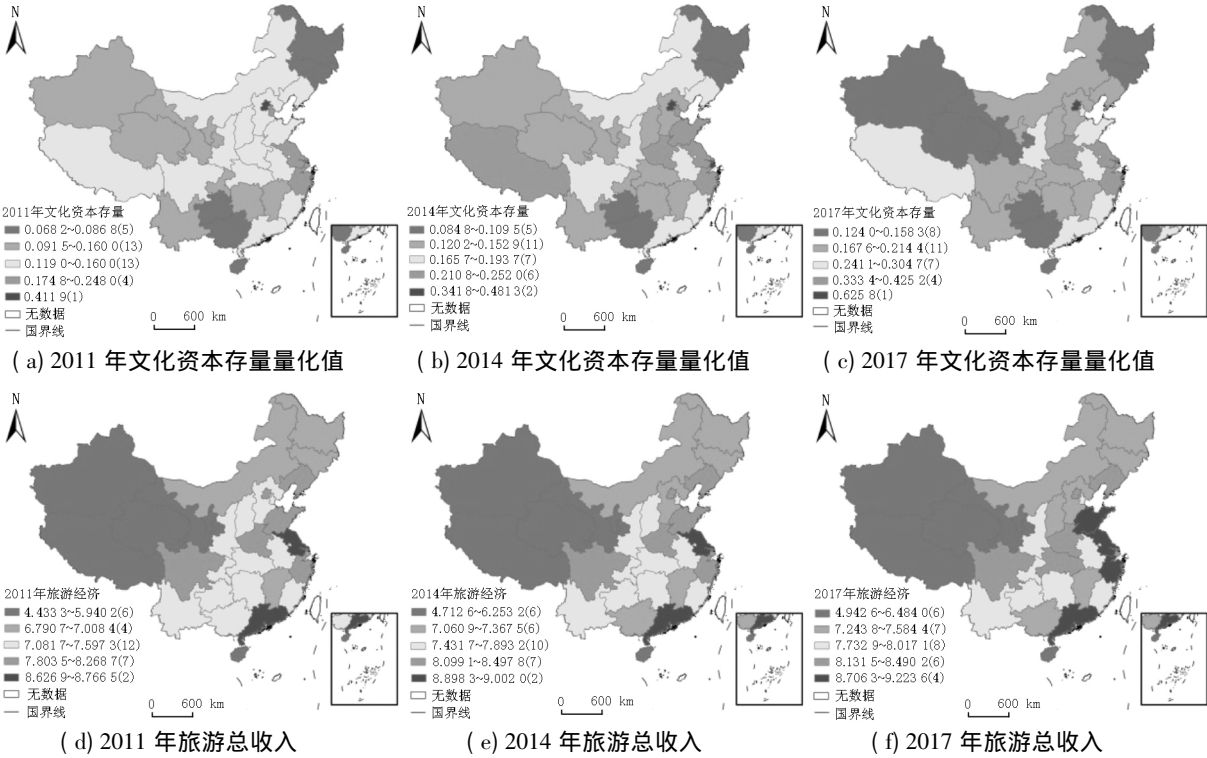 N
N
N
2011年文化资本存量
0.068 2~0.086 8(5)
0.091 5~0.160 0(13)
0.119 0~0.160 0(13)
0.174 8~0.248 0(4)
0.411 9(1)
无数据
国界线
0 600 km
2014年文化资本存量
0.084 8~0.109 5(5)
0.120 2~0.152 9(11)
0.165 7~0.193 7(7)
0.210 8~0.252 0(6)
0.341 8~0.481 3(2)
无数据
国界线
0 600 km
2017年文化资本存量
0.124 0~0.158 3(8)
0.167 6~0.214 4(11)
0.241 1~0.304 7(7)
0.333 4~0.425 2(4)
0.625 8(1)
无数据
国界线
0 600 km
(a) 2011 年文化资本存量量化值
(b) 2014 年文化资本存量量化值
(c) 2017 年文化资本存量量化值
N
N
N
2011年旅游经济
4.433 3~5.940 2(6)
6.790 7~7.008 4(4)
7.081 7~7.597 3(12)
7.803 5~8.268 7(7)
8.626 9~8.766 5(2)
无数据
国界线
0 600 km
2014年旅游经济
4.712 6~6.253 2(6)
7.060 9~7.367 5(6)
7.431 7~7.893 2(10)
8.099 1~8.497 8(7)
8.898 3~9.002 0(2)
无数据
国界线
0 600 km
2017年旅游经济
4.942 6~6.484 0(6)
7.243 8~7.584 4(7)
7.732 9~8.017 1(8)
8.131 5~8.490 2(6)
8.706 3~9.223 6(4)
无数据
国界线
0 600 km
(d) 2011 年旅游总收入
(e) 2014 年旅游总收入
(f) 2017 年旅游总收入